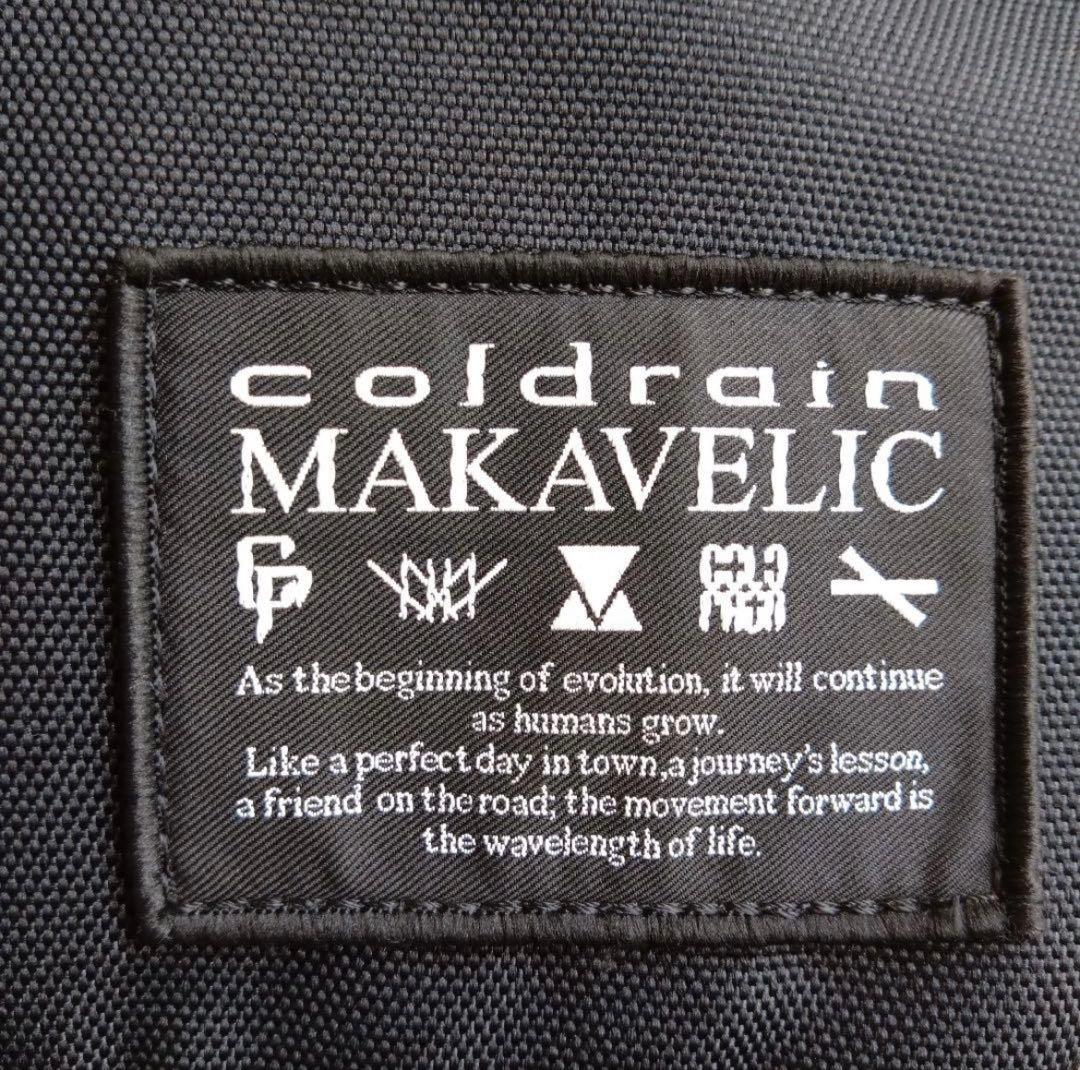 coldrain
MAKAVELIC
As the beginning of evolution, it will continue
as humans grow.
Like a perfect day in town, a journey's lesson,
a friend on the road; the movement forward is
the wavelength of life.